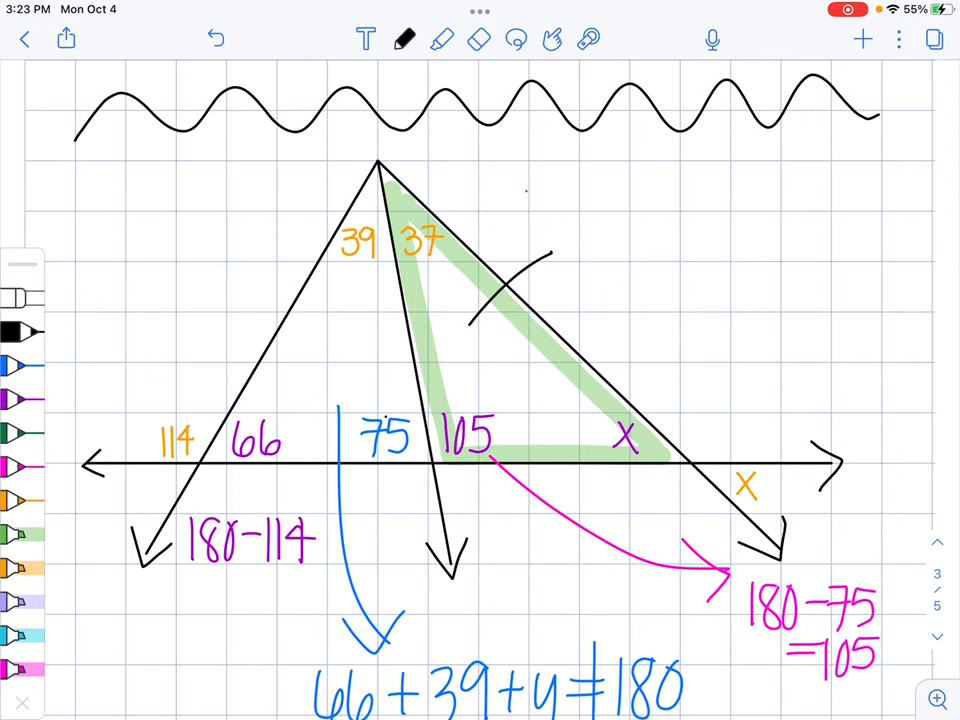 3:23 PM Mon Oct 4
55%
T
39 37
114 66 75 105 x
x
180-114
180-75
=105
66+39+y=180
3
/
5